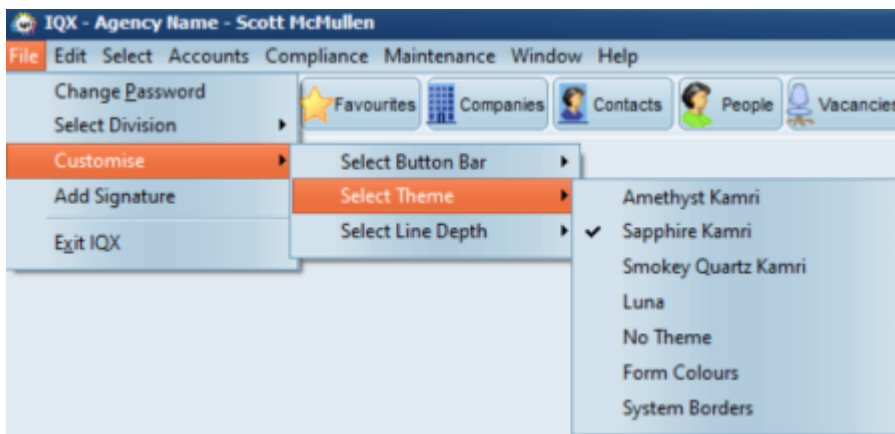 IQX - Agency Name - Scott McMullen
File Edit Select Accounts Compliance Maintenance Window Help
Change Password
Select Division
Customise
Add Signature
Exit IQX
Favourites Companies Contacts People Vacancies
Select Button Bar
Select Theme
Select Line Depth
Amethyst Kamri
Sapphire Kamri
Smokey Quartz Kamri
Luna
No Theme
Form Colours
System Borders